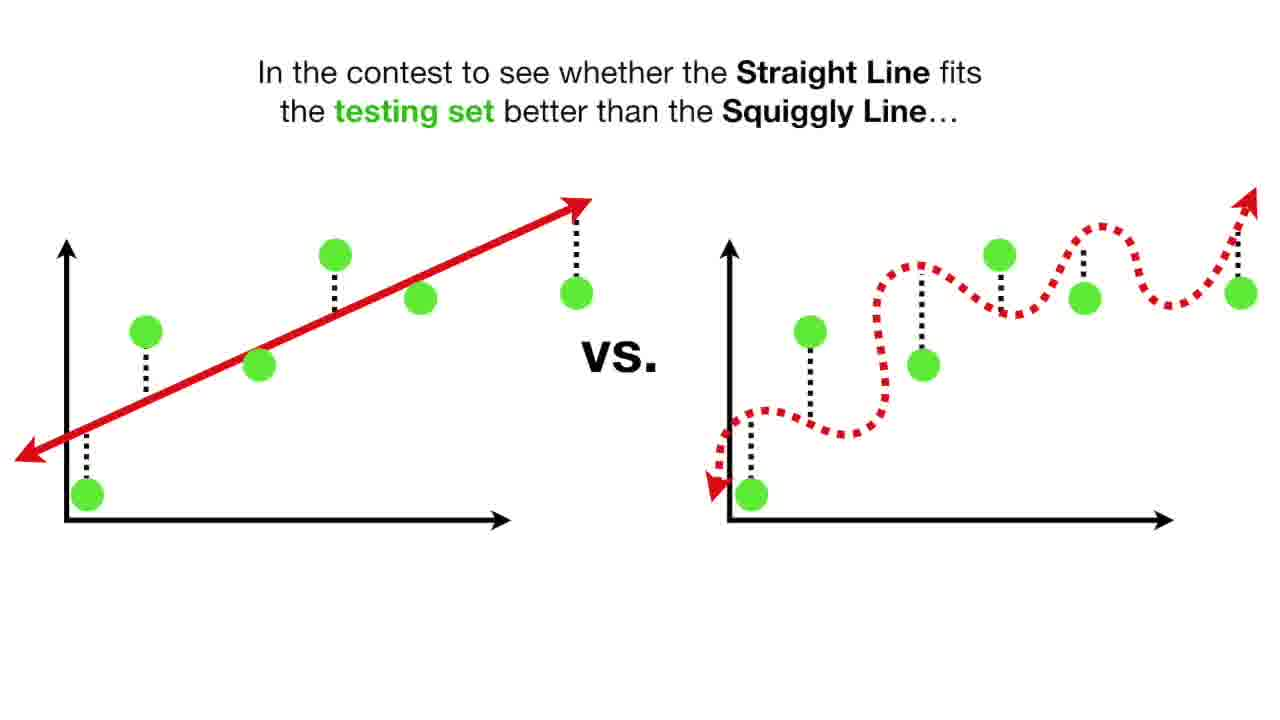 In the contest to see whether the Straight Line fits
the testing set better than the Squiggly Line…
vs.